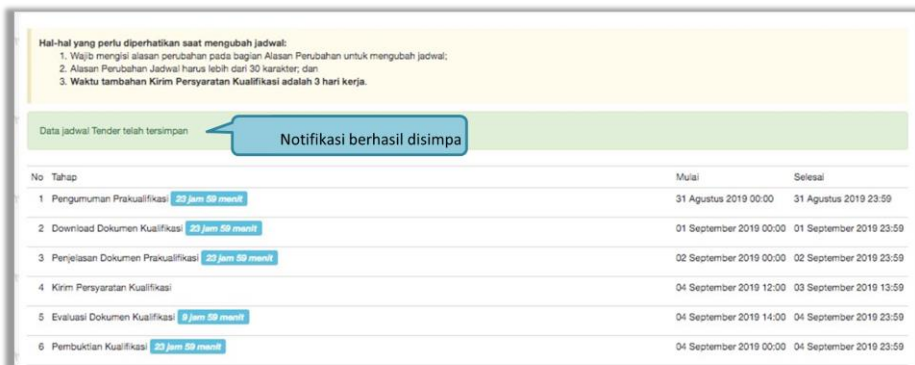 Hal-hal yang perlu diperhatikan saat mengubah jadwal:
1. Wajib mengisi alasan perubahan pada bagian Alasan Perubahan untuk mengubah jadwal;
2. Alasan Perubahan Jadwal harus lebih dari 30 karakter; dan
3. Waktu tambahan Kirim Persyaratan Kualifikasi adalah 3 hari kerja.
Data jadwal Tender telah tersimpan
Notifikasi berhasil disimpa
No Tahap Mulai Selesai
1 Pengumuman Prakualifikasi 23 jam 59 menit 31 Agustus 2019 00:00 31 Agustus 2019 23:59
2 Download Dokumen Kualifikasi 23 jam 59 menit 01 September 2019 00:00 01 September 2019 23:59
3 Penjelasan Dokumen Prakualifikasi 23 jam 59 menit 02 September 2019 00:00 02 September 2019 23:59
4 Kirim Persyaratan Kualifikasi 04 September 2019 12:00 03 September 2019 13:59
5 Evaluasi Dokumen Kualifikasi 9 jam 59 menit 04 September 2019 14:00 04 September 2019 23:59
6 Pembuktian Kualifikasi 23 jam 59 menit 04 September 2019 00:00 04 September 2019 23:59